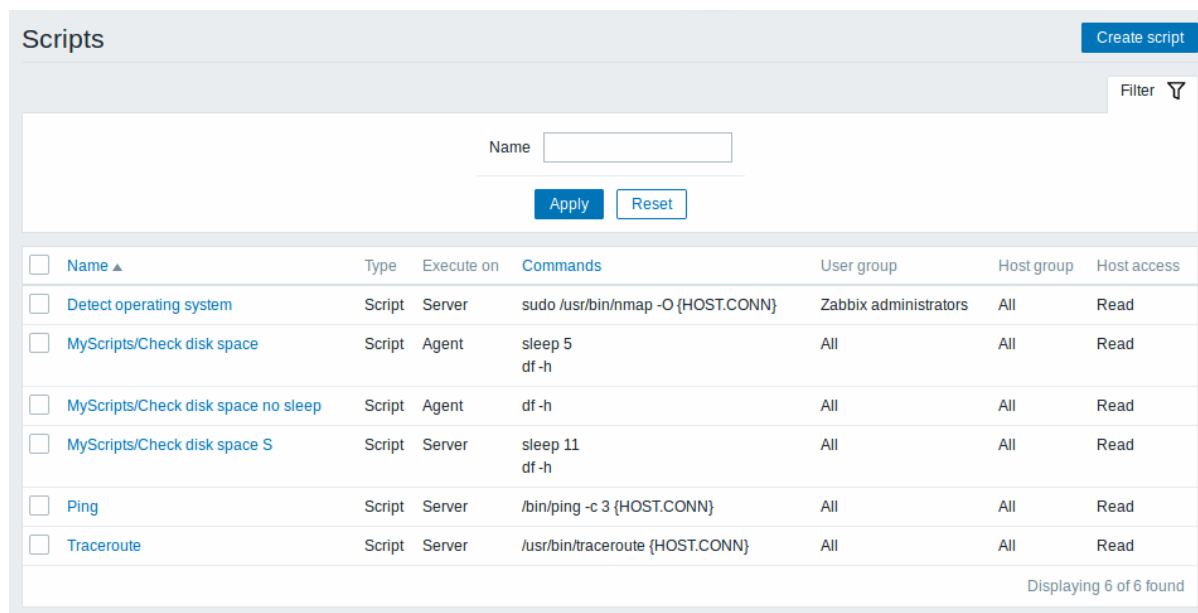 Scripts
Create script
Filter
Name
Apply Reset
Name ▲ Type Execute on Commands User group Host group Host access
Detect operating system Script Server sudo /usr/bin/nmap -O {HOST.CONN} Zabbix administrators All Read
MyScripts/Check disk space Script Agent sleep 5 All All Read
df -h
MyScripts/Check disk space no sleep Script Agent df -h All All Read
MyScripts/Check disk space S Script Server sleep 11 All All Read
df -h
Ping Script Server /bin/ping -c 3 {HOST.CONN} All All Read
Traceroute Script Server /usr/bin/traceroute {HOST.CONN} All All Read
Displaying 6 of 6 found